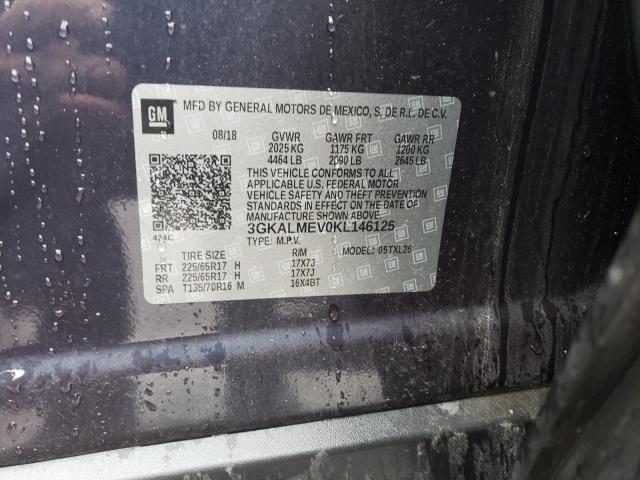 GM
MFD BY GENERAL MOTORS DE MEXICO, S. DE R.L. DE C.V.
08/18 GVWR GAWR FRT GAWR RR
2025 KG 1175 KG 1200 KG
4464 LB 2590 LB 2645 LB
THIS VEHICLE CONFORMS TO ALL
APPLICABLE U.S. FEDERAL MOTOR
VEHICLE SAFETY AND THEFT PREVENTION
STANDARDS IN EFFECT ON THE DATE OF
MANUFACTURE SHOWN ABOVE.
424C 3GKALMEV0KL146125
TYPE: M.P.V. MODEL: 05TXL26
TIRE SIZE RIM
FRT 225/65R17 H 17X7J
RR 225/65R17 H 17X7J
SPA T135/70R16 M 16X4BT